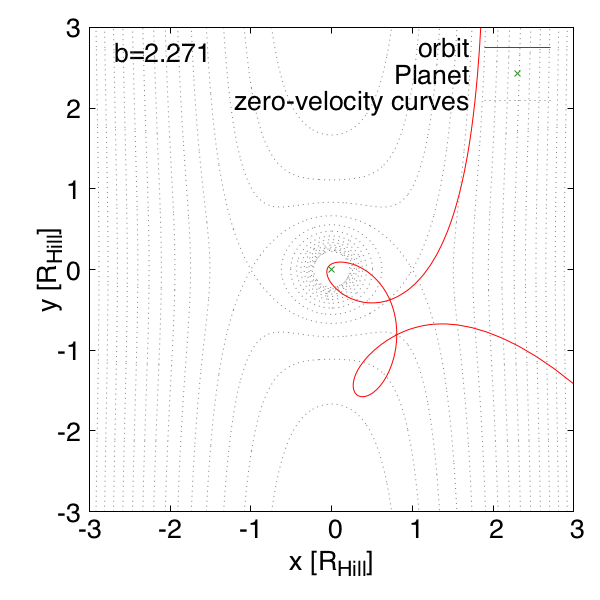 b=2.271
orbit
Planet
zero-velocity curves
3
2
1
0
-1
-2
-3
y [R_Hill]
-3 -2 -1 0 1 2 3
x [R_Hill]